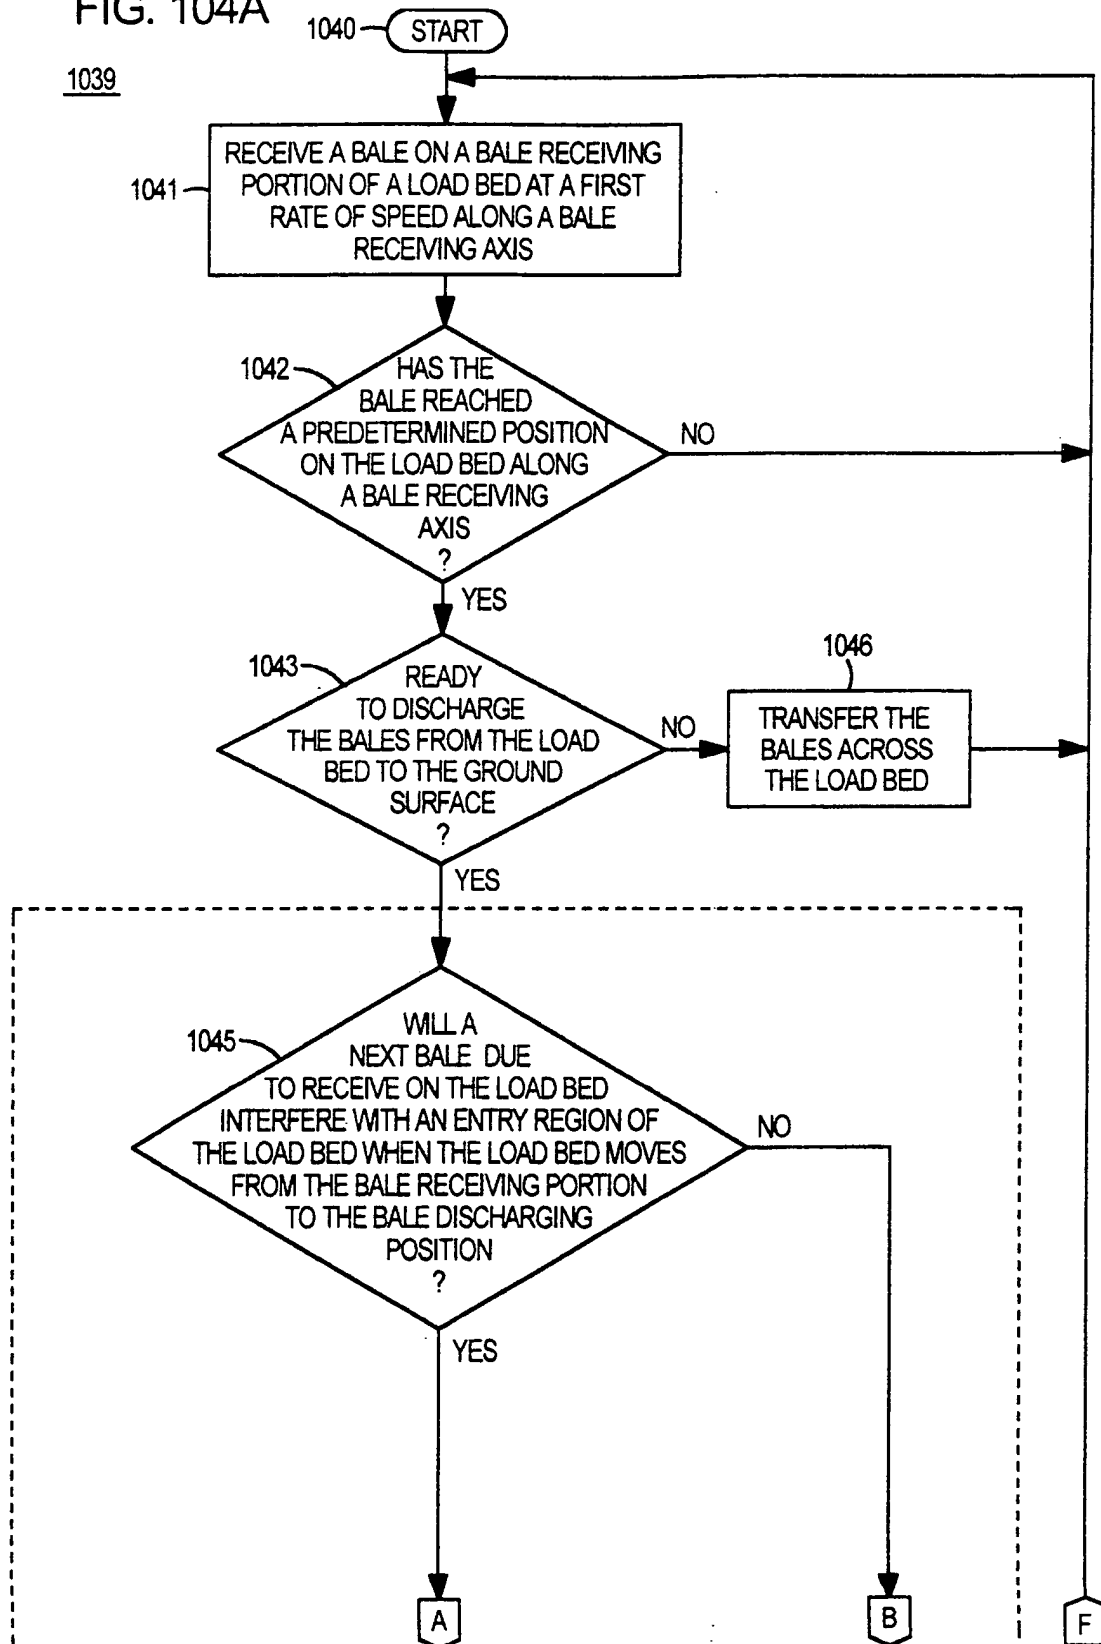 FIG. 104A
1040
START
1039
RECEIVE A BALE ON A BALE RECEIVING
PORTION OF A LOAD BED AT A FIRST
RATE OF SPEED ALONG A BALE
RECEIVING AXIS
1041
1042
HAS THE
BALE REACHED
A PREDETERMINED POSITION
ON THE LOAD BED ALONG
A BALE RECEIVING
AXIS
?
NO
YES
1043
READY
TO DISCHARGE
THE BALES FROM THE LOAD
BED TO THE GROUND
SURFACE
?
NO
1046
TRANSFER THE
BALES ACROSS
THE LOAD BED
YES
1045
WILL A
NEXT BALE DUE
TO RECEIVE ON THE LOAD BED
INTERFERE WITH AN ENTRY REGION OF
THE LOAD BED WHEN THE LOAD BED MOVES
FROM THE BALE RECEIVING PORTION
TO THE BALE DISCHARGING
POSITION
?
NO
YES
A
B
F